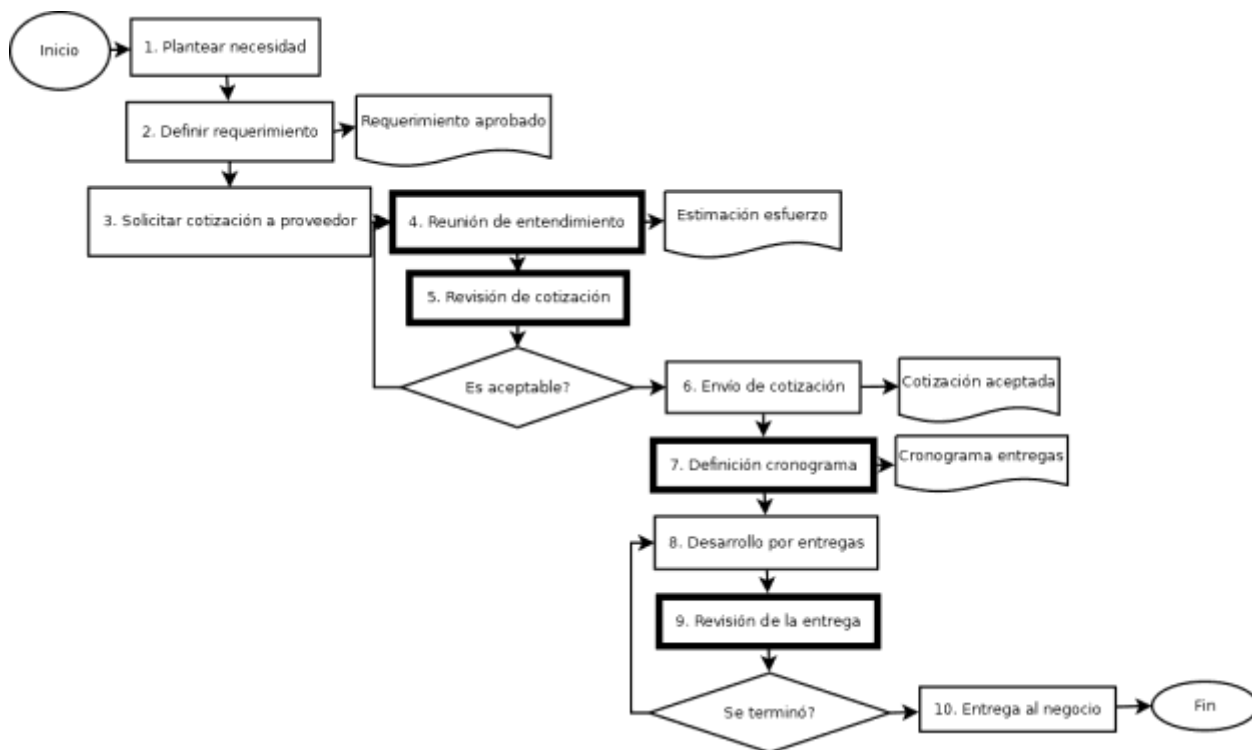 Inicio
1. Plantear necesidad
2. Definir requerimiento
Requerimiento aprobado
3. Solicitar cotización a proveedor
4. Reunión de entendimiento
Estimación esfuerzo
5. Revisión de cotización
Es aceptable?
6. Envío de cotización
Cotización aceptada
7. Definición cronograma
Cronograma entregas
8. Desarrollo por entregas
9. Revisión de la entrega
Se terminó?
10. Entrega al negocio
Fin